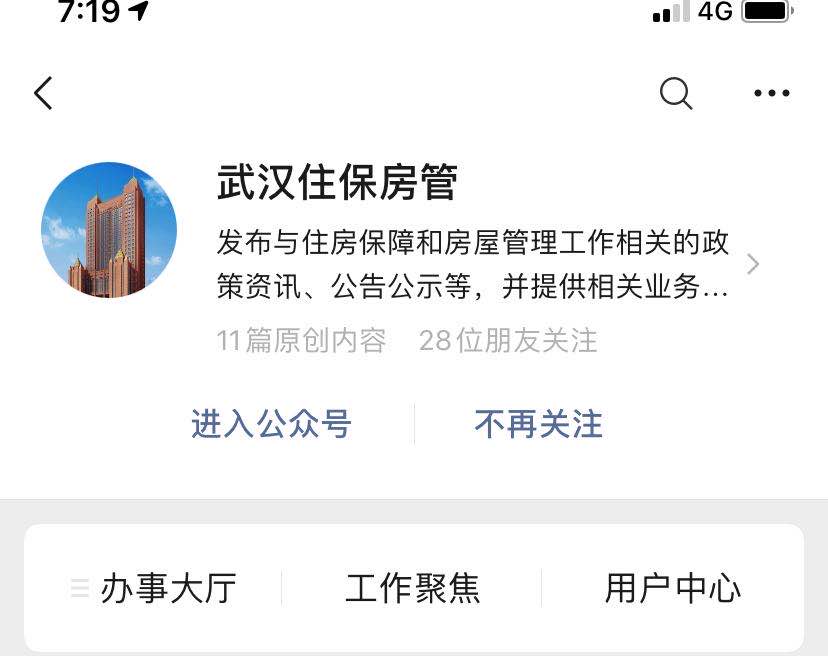 7:19 4G
武汉住保房管
发布与住房保障和房屋管理工作相关的政
策资讯、公告公示等，并提供相关业务...
11篇原创内容 28位朋友关注
进入公众号 不再关注
办事大厅 工作聚焦 用户中心